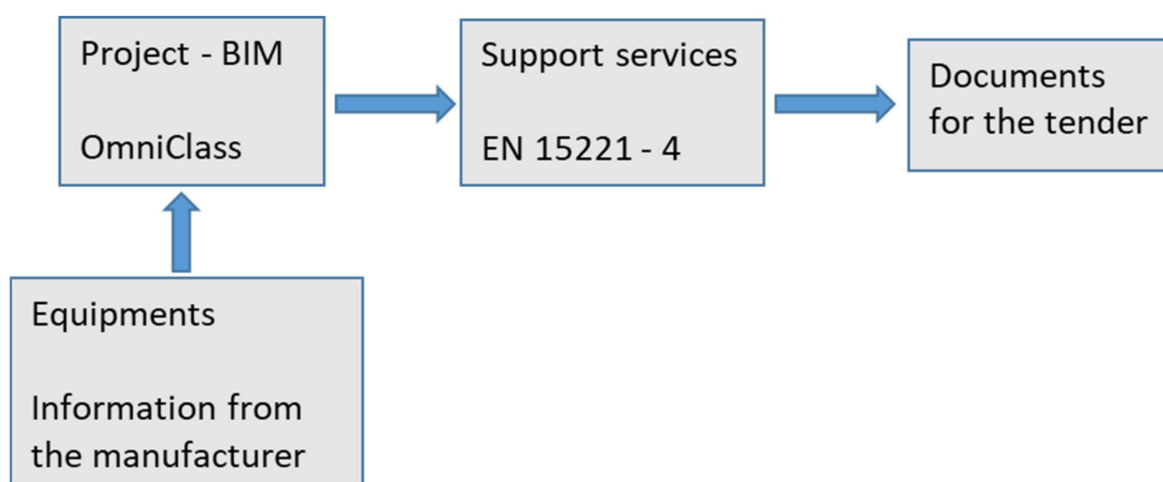 Project - BIM
OmniClass
Support services
EN 15221 - 4
Documents
for the tender
Equipments
Information from
the manufacturer